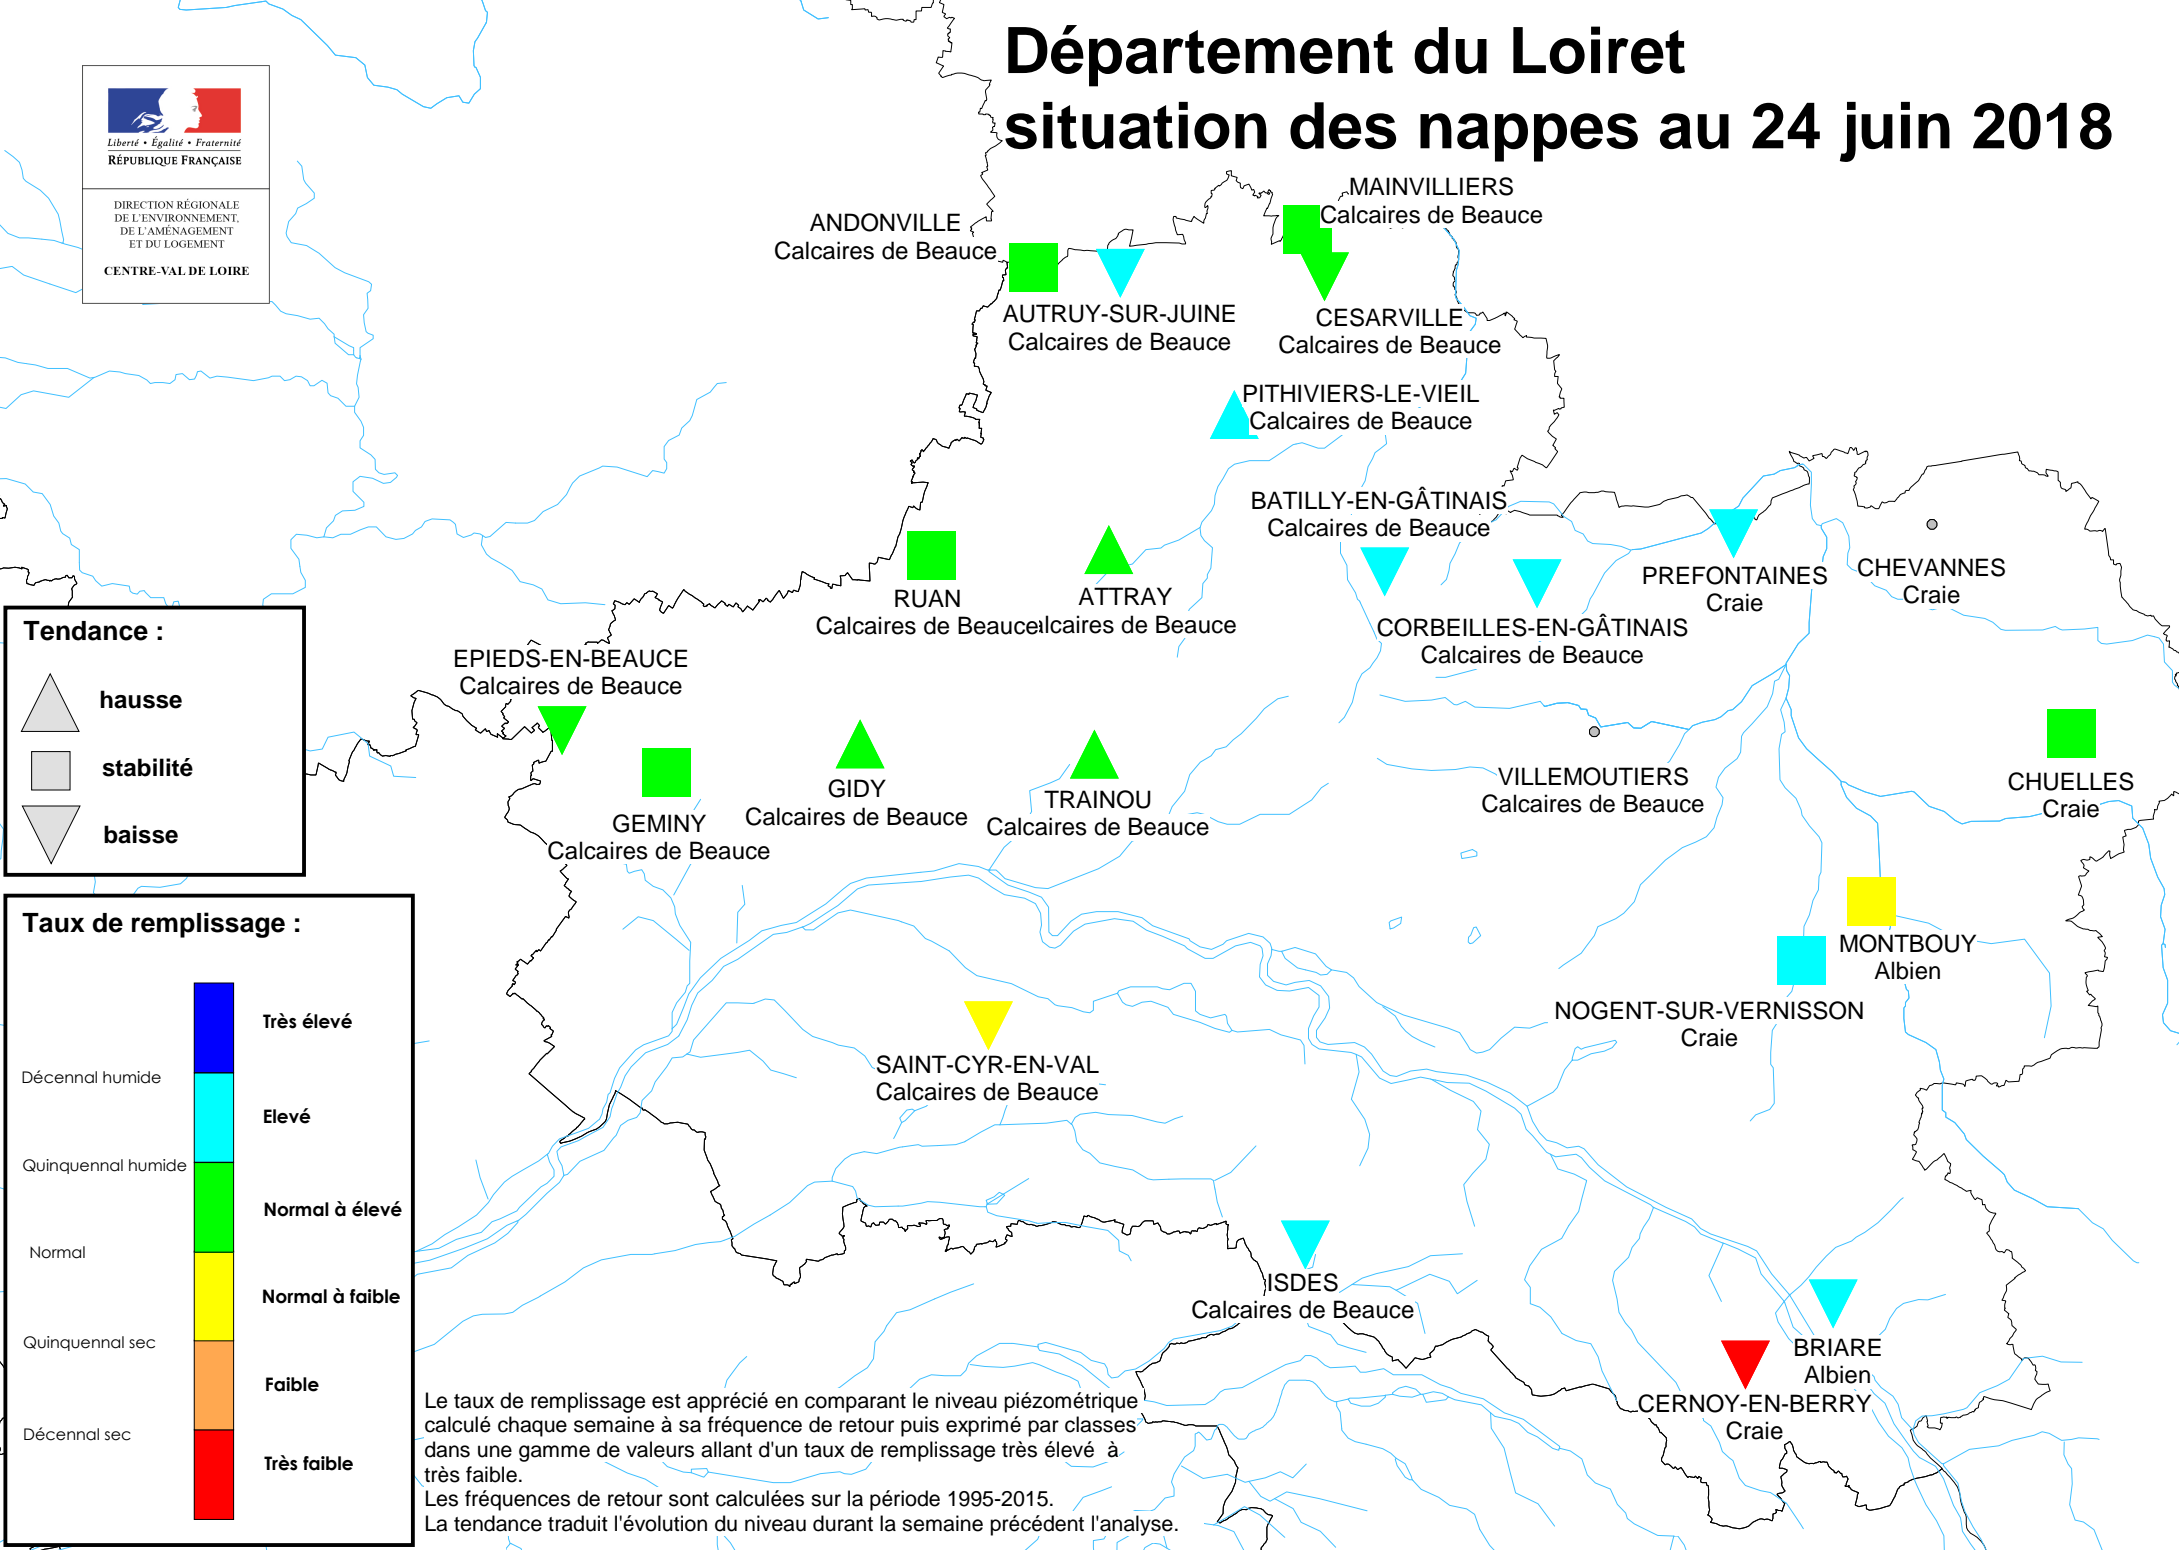 Département du Loiret
situation des nappes au 24 juin 2018
Liberté • Égalité • Fraternité
RÉPUBLIQUE FRANÇAISE
DIRECTION RÉGIONALE
DE L'ENVIRONNEMENT,
DE L'AMÉNAGEMENT
ET DU LOGEMENT
CENTRE-VAL DE LOIRE
MAINVILLIERS
Calcaires de Beauce
ANDONVILLE
Calcaires de Beauce
AUTRUY-SUR-JUINE
Calcaires de Beauce
CESARVILLE
Calcaires de Beauce
PITHIVIERS-LE-VIEIL
Calcaires de Beauce
BATILLY-EN-GÂTINAIS
Calcaires de Beauce
PREFONTAINES
Craie
CHEVANNES
Craie
RUAN
Calcaires de Beauce
ATTRAY
alcaires de Beauce
CORBEILLES-EN-GÂTINAIS
Calcaires de Beauce
EPIEDS-EN-BEAUCE
Calcaires de Beauce
GEMINY
Calcaires de Beauce
GIDY
Calcaires de Beauce
TRAINOU
Calcaires de Beauce
VILLEMOUTIERS
Calcaires de Beauce
CHUELLES
Craie
MONTBOUY
Albien
NOGENT-SUR-VERNISSON
Craie
SAINT-CYR-EN-VAL
Calcaires de Beauce
ISDES
Calcaires de Beauce
BRIARE
Albien
CERNOY-EN-BERRY
Craie
Tendance :
hausse
stabilité
baisse
Taux de remplissage :
Très élevé
Décennal humide
Elevé
Quinquennal humide
Normal à élevé
Normal
Normal à faible
Quinquennal sec
Faible
Décennal sec
Très faible
Le taux de remplissage est apprécié en comparant le niveau piézométrique
calculé chaque semaine à sa fréquence de retour puis exprimé par classes
dans une gamme de valeurs allant d'un taux de remplissage très élevé à
très faible.
Les fréquences de retour sont calculées sur la période 1995-2015.
La tendance traduit l'évolution du niveau durant la semaine précédent l'analyse.